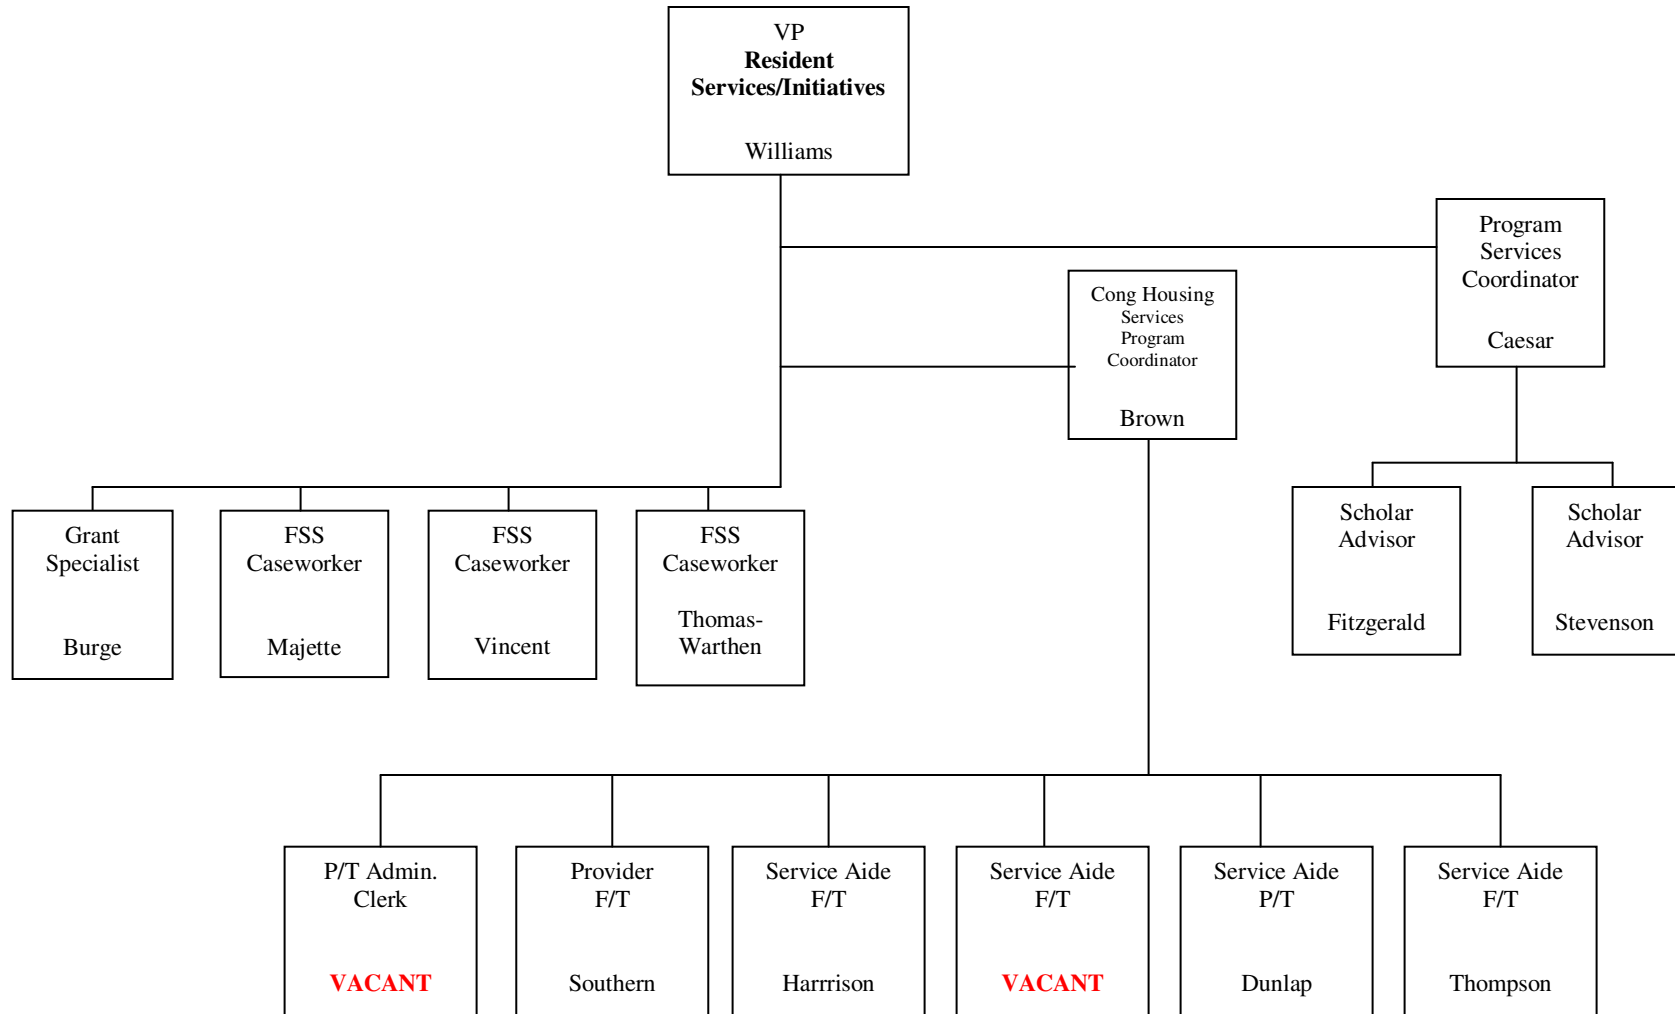 VP
Resident
Services/Initiatives
Williams
Program
Services
Coordinator
Caesar
Cong Housing
Services
Program
Coordinator
Brown
Grant
Specialist
Burge
FSS
Caseworker
Majette
FSS
Caseworker
Vincent
FSS
Caseworker
Thomas-
Warthen
Scholar
Advisor
Fitzgerald
Scholar
Advisor
Stevenson
P/T Admin.
Clerk
VACANT
Provider
F/T
Southern
Service Aide
F/T
Harrrison
Service Aide
F/T
VACANT
Service Aide
P/T
Dunlap
Service Aide
F/T
Thompson